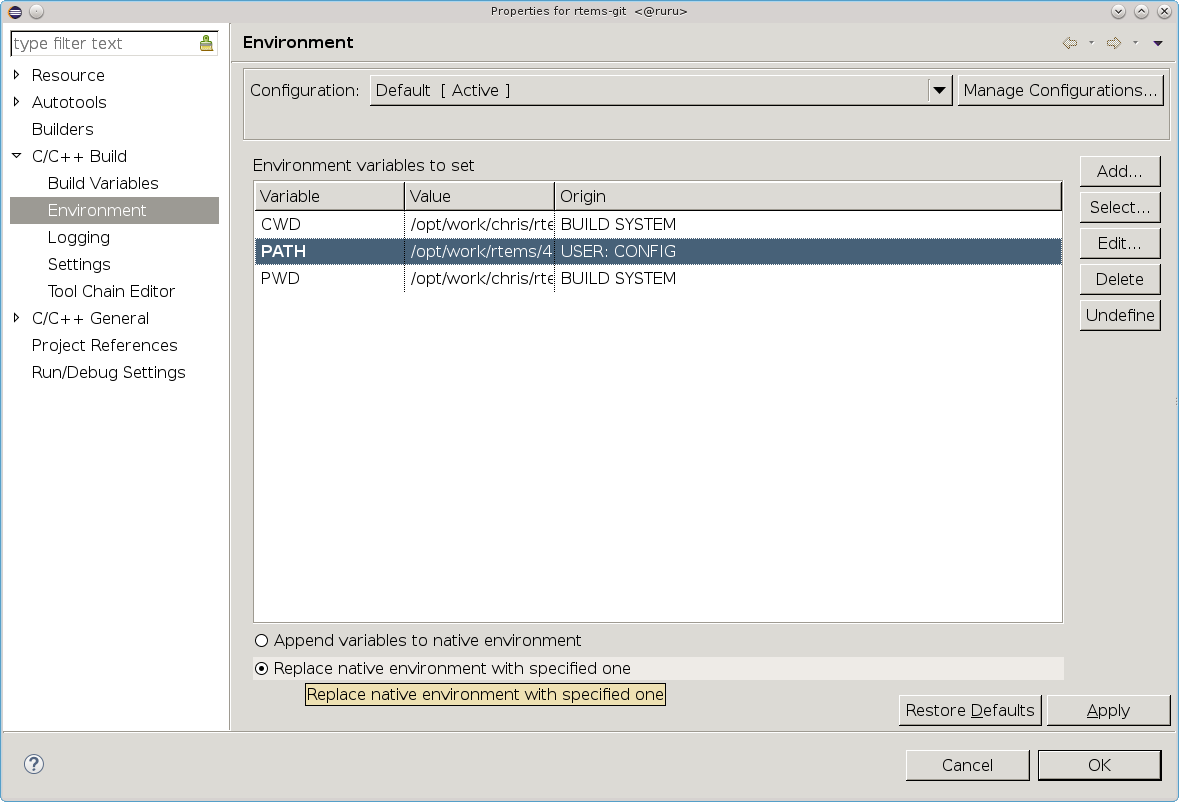 Properties for rtems-git <@ruru>
type filter text
Environment
Resource
Autotools
Builders
C/C++ Build
Build Variables
Environment
Logging
Settings
Tool Chain Editor
C/C++ General
Project References
Run/Debug Settings
Configuration: Default [ Active ] Manage Configurations...
Environment variables to set
Variable Value Origin
CWD /opt/work/chris/rte BUILD SYSTEM
PATH /opt/work/rtems/4 USER: CONFIG
PWD /opt/work/chris/rte BUILD SYSTEM
Add...
Select...
Edit...
Delete
Undefine
Append variables to native environment
Replace native environment with specified one
Replace native environment with specified one
Restore Defaults Apply
? Cancel OK